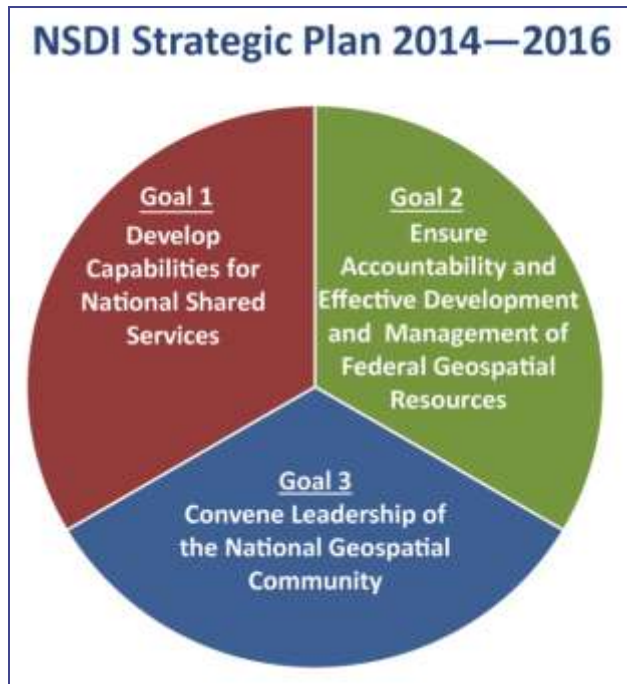 NSDI Strategic Plan 2014—2016
Goal 1
Develop
Capabilities for
National Shared
Services
Goal 2
Ensure
Accountability and
Effective Development
and Management of
Federal Geospatial
Resources
Goal 3
Convene Leadership of
the National Geospatial
Community